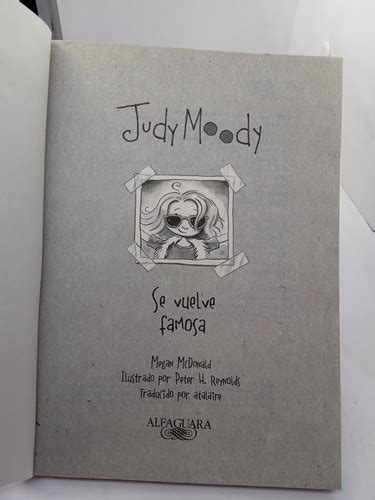 Judy Moody
Se vuelve
famosa
Megan McDonald
Ilustrado por Peter H. Reynolds
Traducido por atalaire
ALFAGUARA